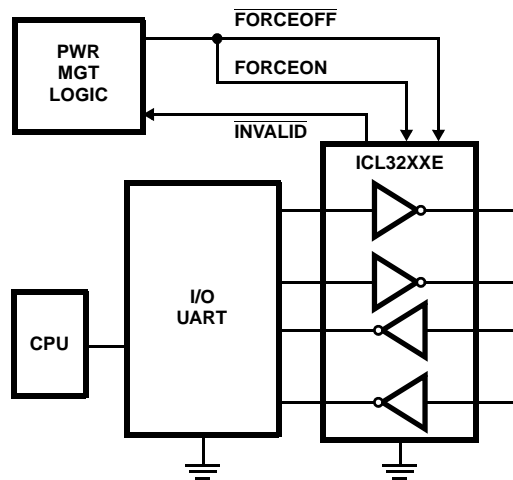 FORCEOFF
PWR
MGT
LOGIC
FORCEON
INVALID
ICL32XXE
I/O
UART
CPU